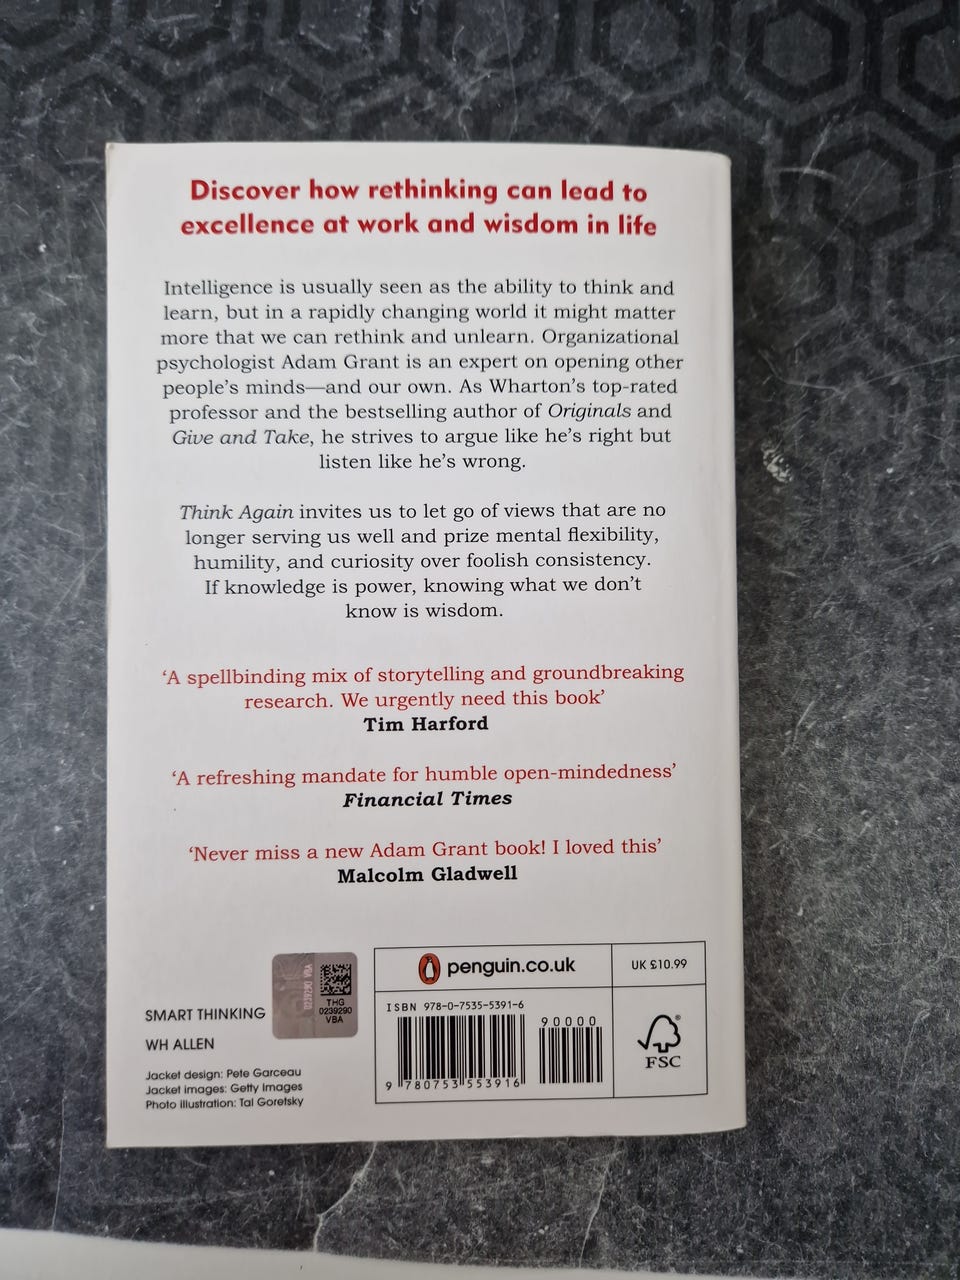 Discover how rethinking can lead to
excellence at work and wisdom in life
Intelligence is usually seen as the ability to think and
learn, but in a rapidly changing world it might matter
more that we can rethink and unlearn. Organizational
psychologist Adam Grant is an expert on opening other
people's minds—and our own. As Wharton's top-rated
professor and the bestselling author of Originals and
Give and Take, he strives to argue like he's right but
listen like he's wrong.
Think Again invites us to let go of views that are no
longer serving us well and prize mental flexibility,
humility, and curiosity over foolish consistency.
If knowledge is power, knowing what we don't
know is wisdom.
‘A spellbinding mix of storytelling and groundbreaking
research. We urgently need this book’
Tim Harford
‘A refreshing mandate for humble open-mindedness’
Financial Times
‘Never miss a new Adam Grant book! I loved this’
Malcolm Gladwell
SMART THINKING
WH ALLEN
Jacket design: Pete Garceau
Jacket images: Getty Images
Photo illustration: Tal Goretsky
0239290 VBA
THG
0239290
VBA
penguin.co.uk
UK £10.99
ISBN 978-0-7535-5391-6
90000
9 780753 553916
FSC®